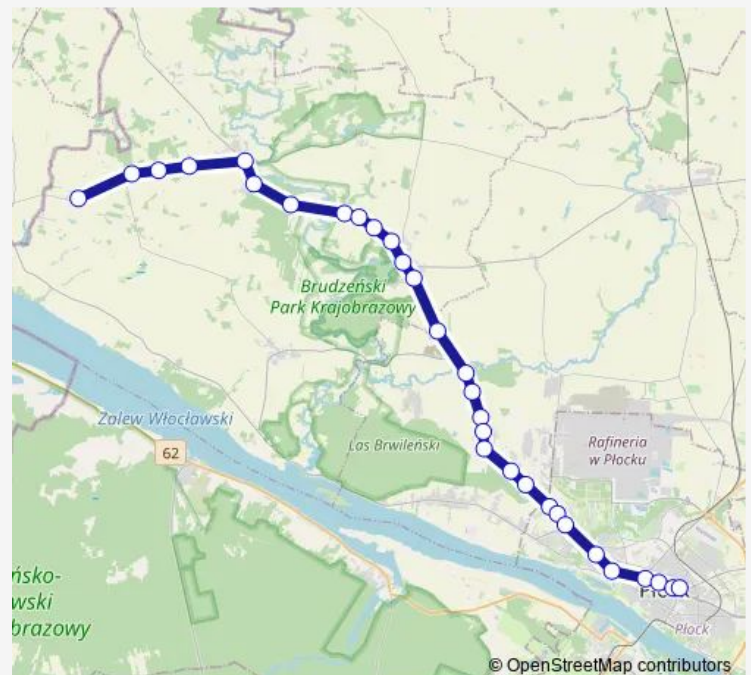 Brudzeński
Park Krajobrazowy
Zalew Włocławski
62
Las Brwileński
Rafineria
w Płocku
ńsko-
wski
brazowy
Płock
© OpenStreetMap contributors